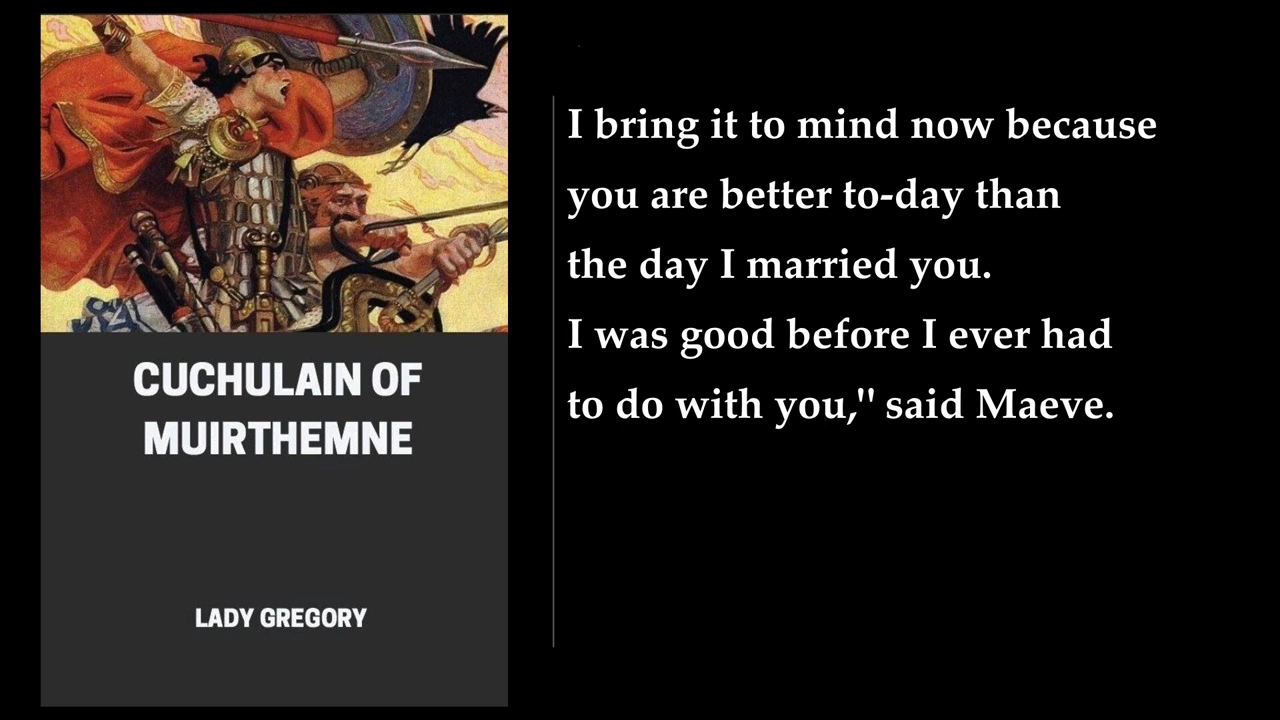 CUCHULAIN OF
MUIRTHEMNE
LADY GREGORY
I bring it to mind now because
you are better to-day than
the day I married you.
I was good before I ever had
to do with you," said Maeve.